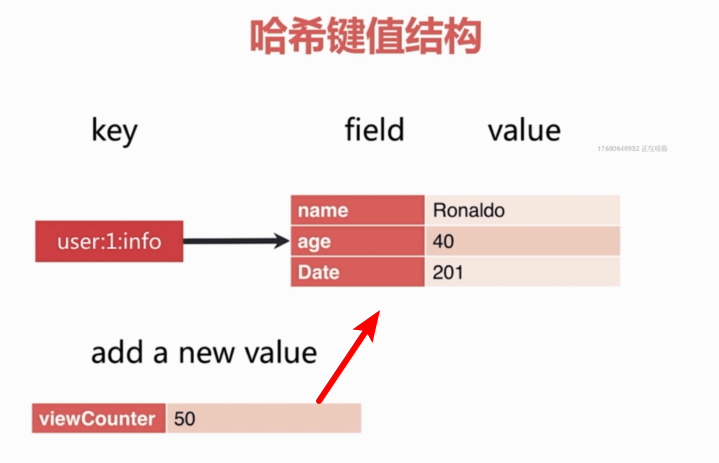 哈希键值结构
key field value
17690648952 正在观看
name Ronaldo
user:1:info age 40
Date 201
add a new value
viewCounter 50